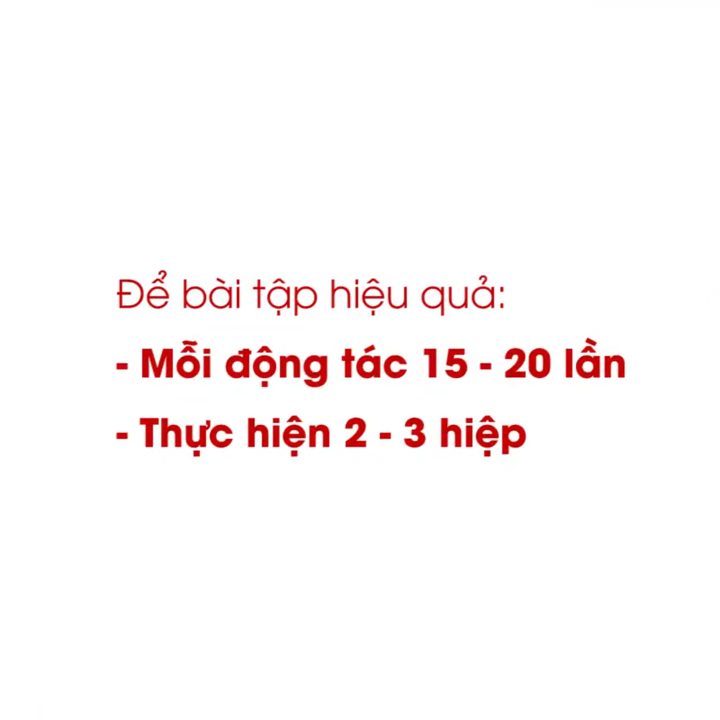 Để bài tập hiệu quả:
- Mỗi động tác 15 - 20 lần
- Thực hiện 2 - 3 hiệp